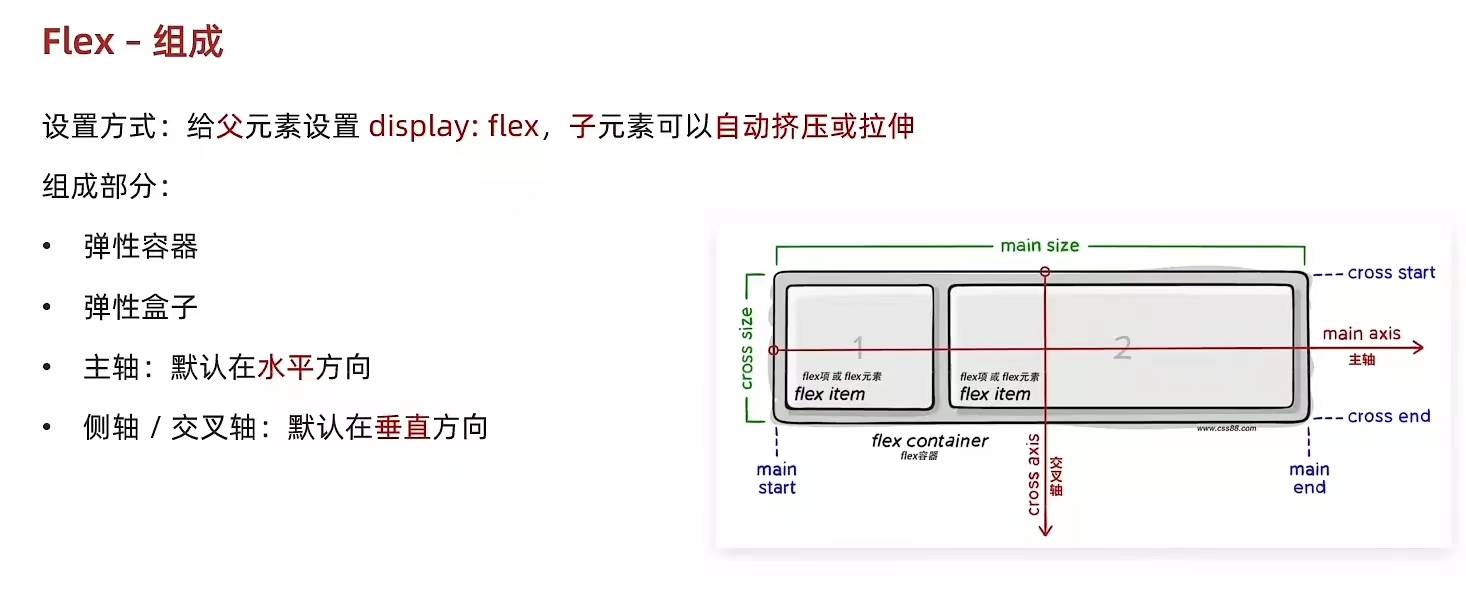 Flex – 组成
设置方式：给父元素设置 display: flex，子元素可以自动挤压或拉伸
组成部分：
• 弹性容器
• 弹性盒子
• 主轴：默认在水平方向
• 侧轴 / 交叉轴：默认在垂直方向
main size
cross start
cross size
main axis
主轴
1
2
flex项 或 flex元素
flex item
flex项 或 flex元素
flex item
cross end
www.css88.com
flex container
flex容器
cross axis
交叉轴
main
start
main
end